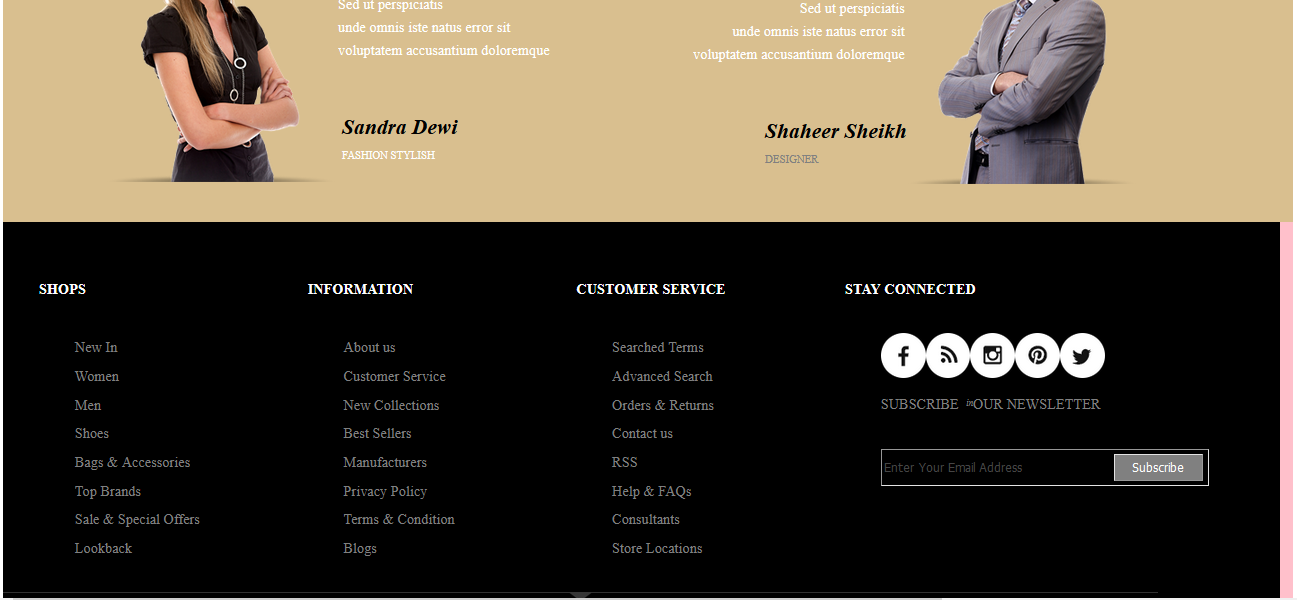 Sed ut perspiciatis
unde omnis iste natus error sit
voluptatem accusantium doloremque
Sandra Dewi
FASHION STYLISH
Sed ut perspiciatis
unde omnis iste natus error sit
voluptatem accusantium doloremque
Shaheer Sheikh
DESIGNER
SHOPS
New In
Women
Men
Shoes
Bags & Accessories
Top Brands
Sale & Special Offers
Lookback
INFORMATION
About us
Customer Service
New Collections
Best Sellers
Manufacturers
Privacy Policy
Terms & Condition
Blogs
CUSTOMER SERVICE
Searched Terms
Advanced Search
Orders & Returns
Contact us
RSS
Help & FAQs
Consultants
Store Locations
STAY CONNECTED
SUBSCRIBE in OUR NEWSLETTER
Enter Your Email Address
Subscribe